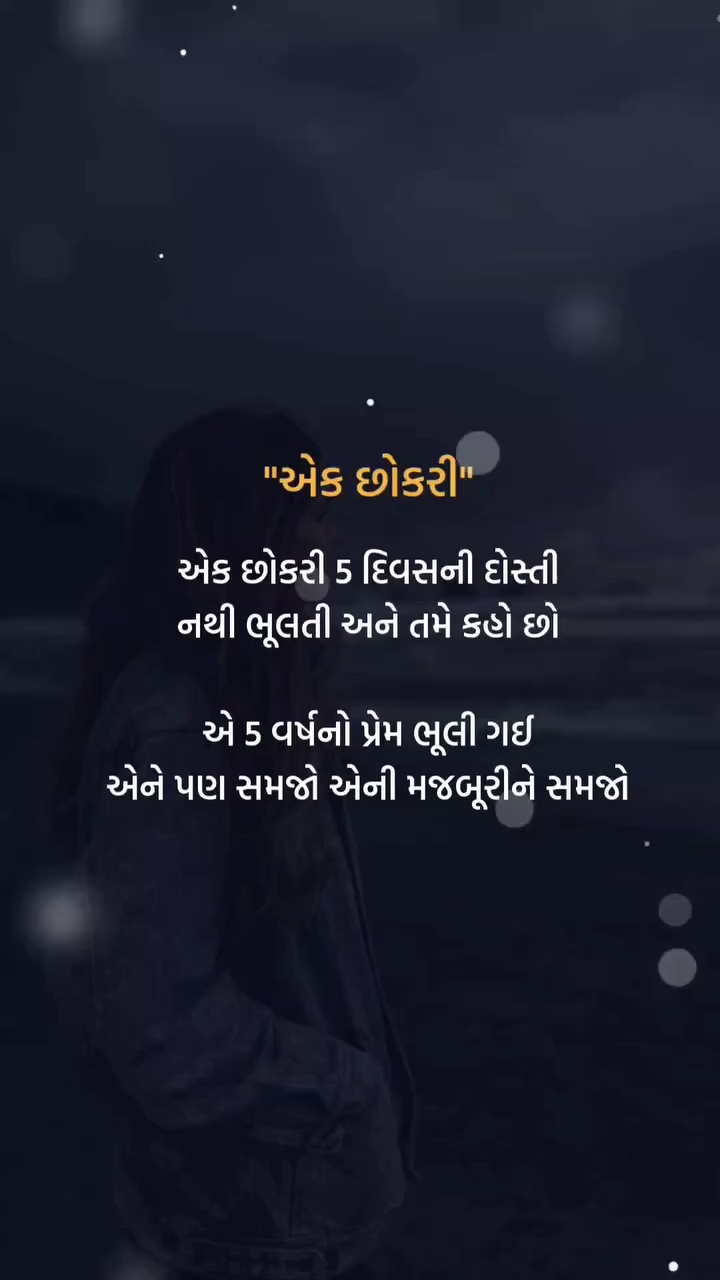 "એક છોકરી"
એક છોકરી 5 દિવસની દોસ્તી
નથી ભૂલતી અને તમે કહો છો
એ 5 વર્ષનો પ્રેમ ભૂલી ગઈ
એને પણ સમજો એની મજબૂરીને સમજો